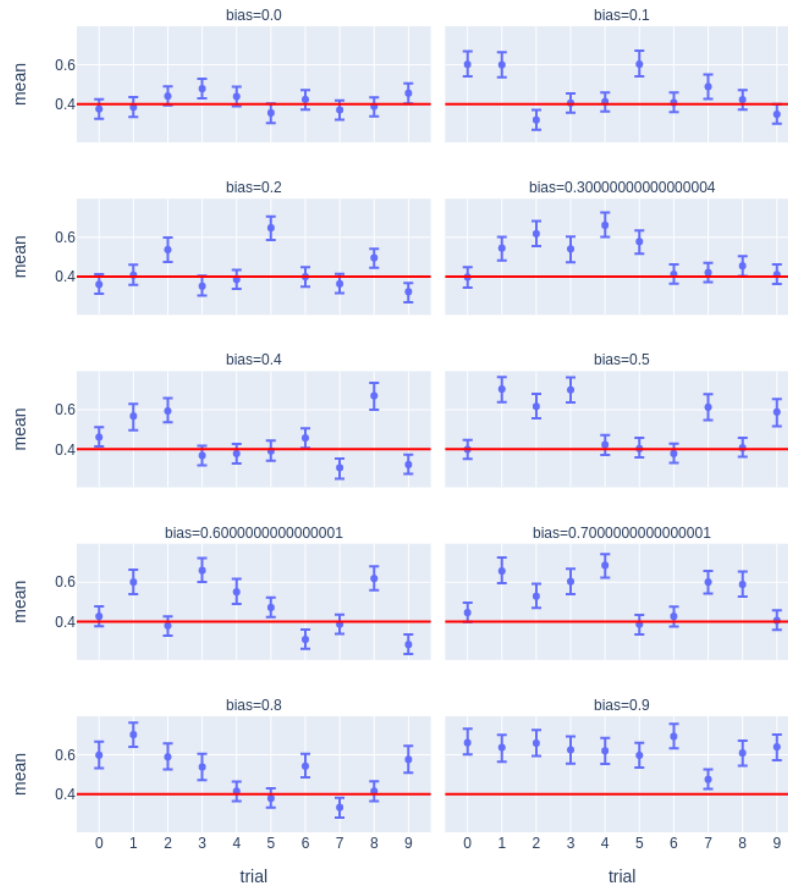 bias=0.0
bias=0.1
mean
0.6
0.4
bias=0.2
bias=0.30000000000000004
mean
0.6
0.4
bias=0.4
bias=0.5
mean
0.6
0.4
bias=0.6000000000000001
bias=0.7000000000000001
mean
0.6
0.4
bias=0.8
bias=0.9
mean
0.6
0.4
0 1 2 3 4 5 6 7 8 9
0 1 2 3 4 5 6 7 8 9
trial
trial